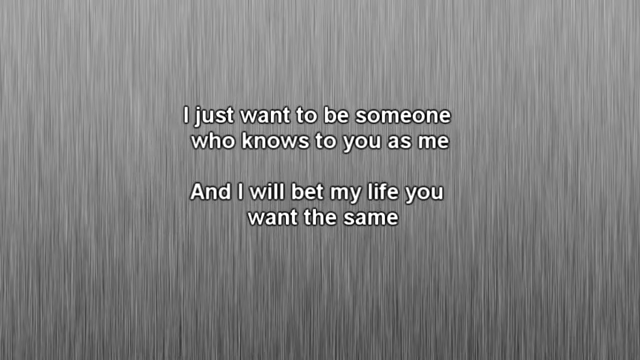 I just want to be someone
who knows to you as me
And I will bet my life you
want the same